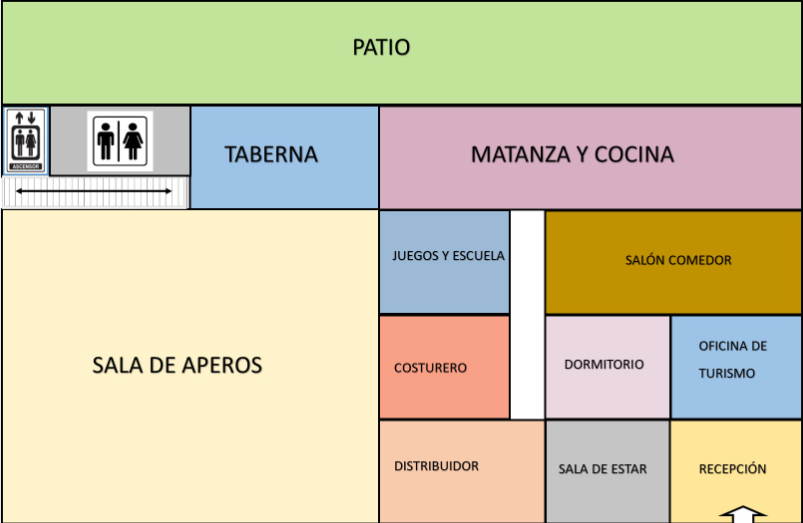 PATIO
ASCENSOR
TABERNA
MATANZA Y COCINA
JUEGOS Y ESCUELA
SALÓN COMEDOR
SALA DE APEROS
COSTURERO
DORMITORIO
OFICINA DE
TURISMO
DISTRIBUIDOR
SALA DE ESTAR
RECEPCIÓN